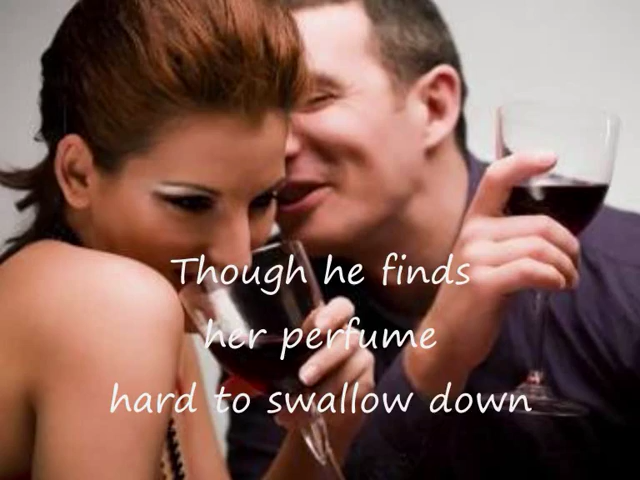 Though he finds
her perfume
hard to swallow down